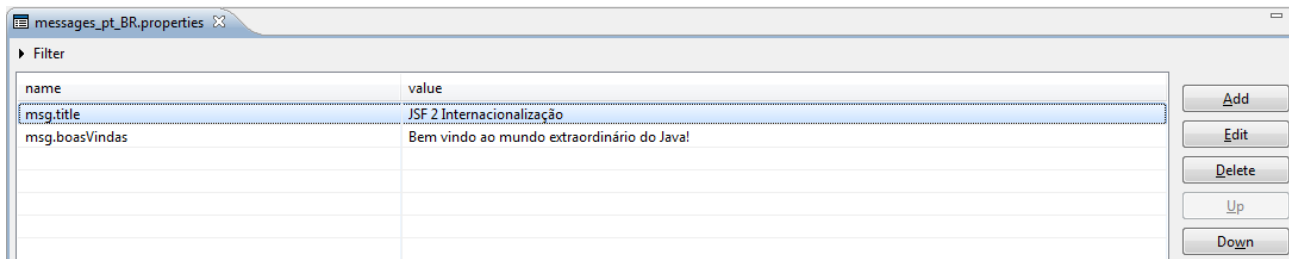 messages_pt_BR.properties
Filter
name value
msg.title JSF 2 Internacionalização
msg.boasVindas Bem vindo ao mundo extraordinário do Java!
Add
Edit
Delete
Up
Down